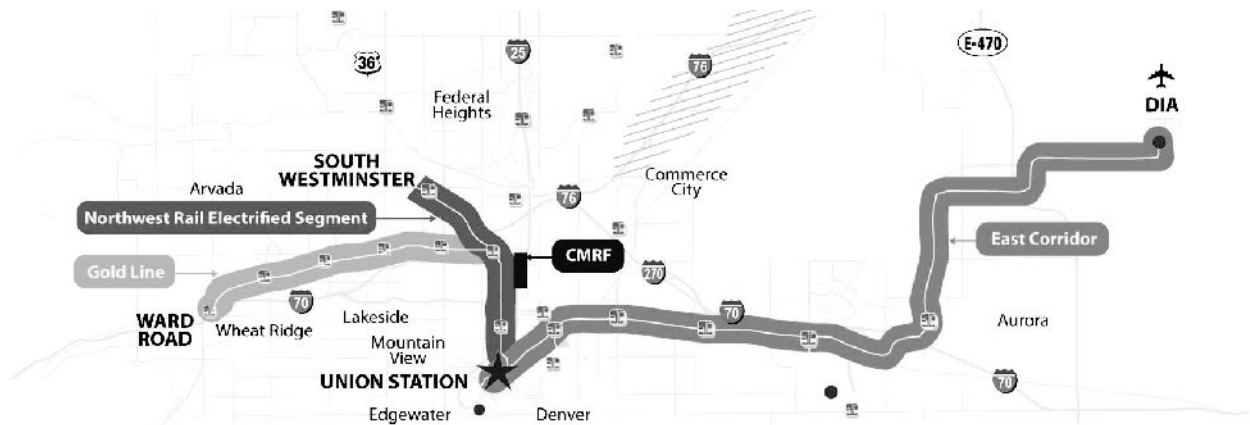 E-470
36
25
76
DIA
Federal
Heights
SOUTH
WESTMINSTER
Commerce
City
Arvada
76
Northwest Rail Electrified Segment
East Corridor
CMRF
Gold Line
270
70
70
WARD
ROAD
Wheat Ridge
Lakeside
Aurora
Mountain
View
UNION STATION
70
Edgewater
Denver